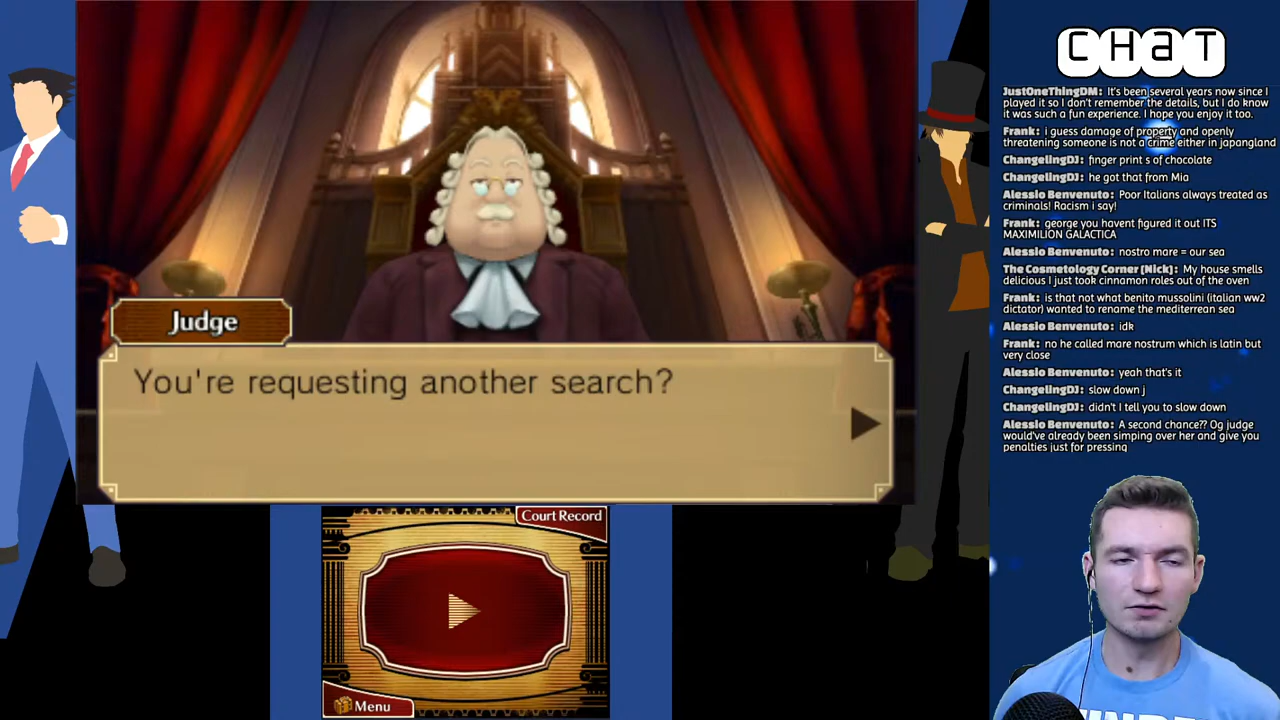 CHaT
JustOneThingDM: It's been several years now since I
played it so I don't remember the details, but I do know
it was such a fun experience. I hope you enjoy it too.
Frank: i guess damage of property and openly
threatening someone is not a crime either in japangland
ChangelingDJ: finger print s of chocolate
ChangelingDJ: he got that from Mia
Alessio Benvenuto: Poor Italians always treated as
criminals! Racism i say!
Frank: george you havent figured it out ITS
MAXIMILION GALACTICA
Alessio Benvenuto: nostro mare = our sea
The Cosmetology Corner (Nick): My house smells
delicious I just took cinnamon roles out of the oven
Frank: is that not what benito mussolini (italian ww2
dictator) wanted to rename the mediterrean sea
Alessio Benvenuto: idk
Frank: no he called mare nostrum which is latin but
very close
Alessio Benvenuto: yeah that's it
ChangelingDJ: slow down j
ChangelingDJ: didn't I tell you to slow down
Alessio Benvenuto: A second chance?? Og judge
would've already been simping over her and give you
penalties just for pressing
Judge
You're requesting another search?
Court Record
Menu